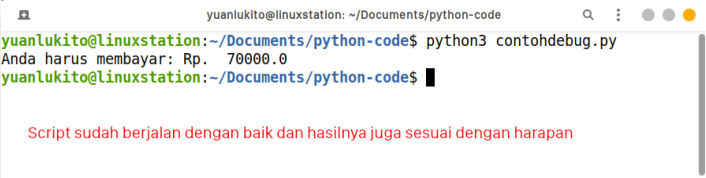 yuanlukito@linuxstation: ~/Documents/python-code
yuanlukito@linuxstation:~/Documents/python-code$ python3 contohdebug.py
Anda harus membayar: Rp.  70000.0
yuanlukito@linuxstation:~/Documents/python-code$
Script sudah berjalan dengan baik dan hasilnya juga sesuai dengan harapan